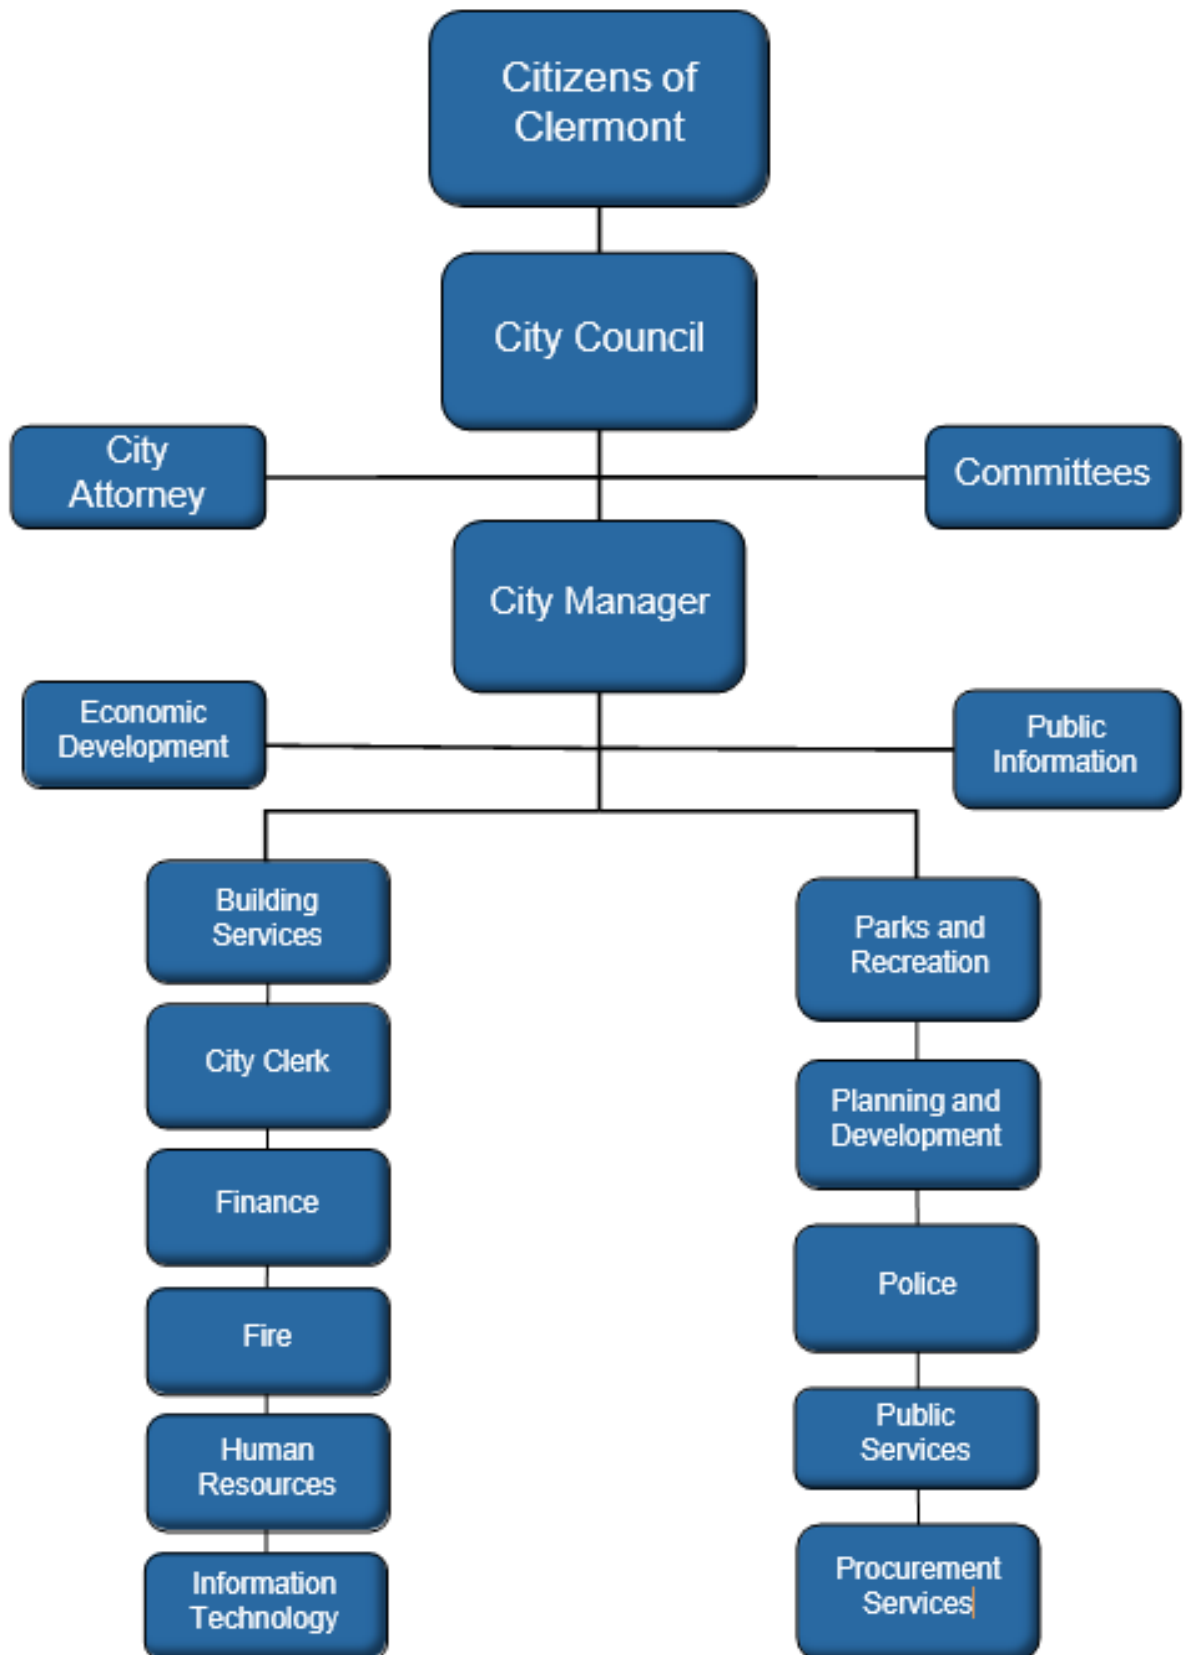 Citizens of
Clermont
City Council
City
Attorney
Committees
City Manager
Economic
Development
Public
Information
Building
Services
City Clerk
Finance
Fire
Human
Resources
Information
Technology
Parks and
Recreation
Planning and
Development
Police
Public
Services
Procurement
Services